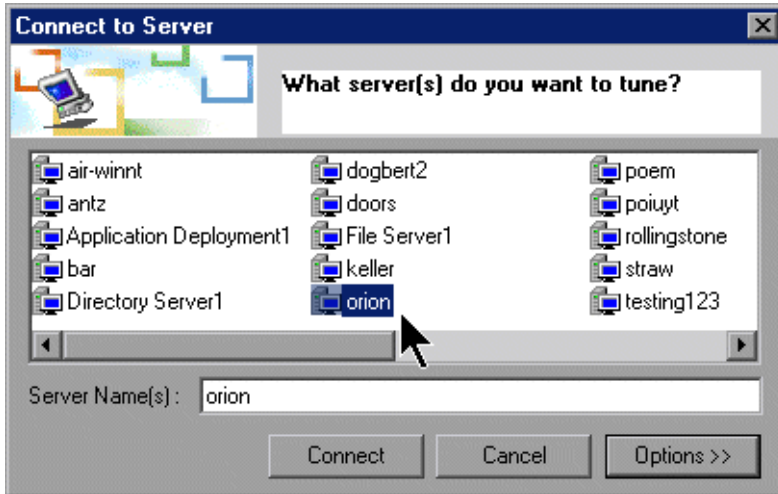 Connect to Server
What server(s) do you want to tune?
air-winnt
antz
Application Deployment1
bar
Directory Server1
dogbert2
doors
File Server1
keller
orion
poem
poiuyt
rollingstone
straw
testing123
Server Name(s) : orion
Connect Cancel Options >>